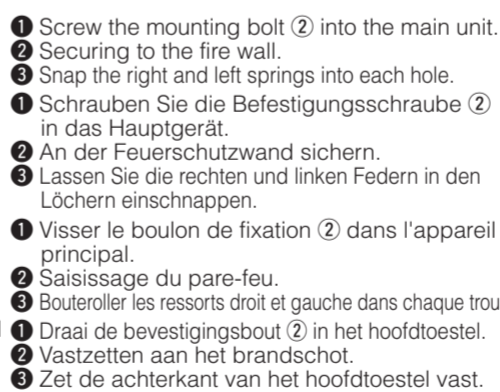 ❶ Screw the mounting bolt ② into the main unit.
❷ Securing to the fire wall.
❸ Snap the right and left springs into each hole.
❶ Schrauben Sie die Befestigungsschraube ②
in das Hauptgerät.
❷ An der Feuerschutzwand sichern.
❸ Lassen Sie die rechten und linken Federn in den
Löchern einschnappen.
❶ Visser le boulon de fixation ② dans l'appareil
principal.
❷ Saisissage du pare-feu.
❸ Bouteroller les ressorts droit et gauche dans chaque trou
❶ Draai de bevestigingsbout ② in het hoofdtoestel.
❷ Vastzetten aan het brandschot.
❸ Zet de achterkant van het hoofdtoestel vast.